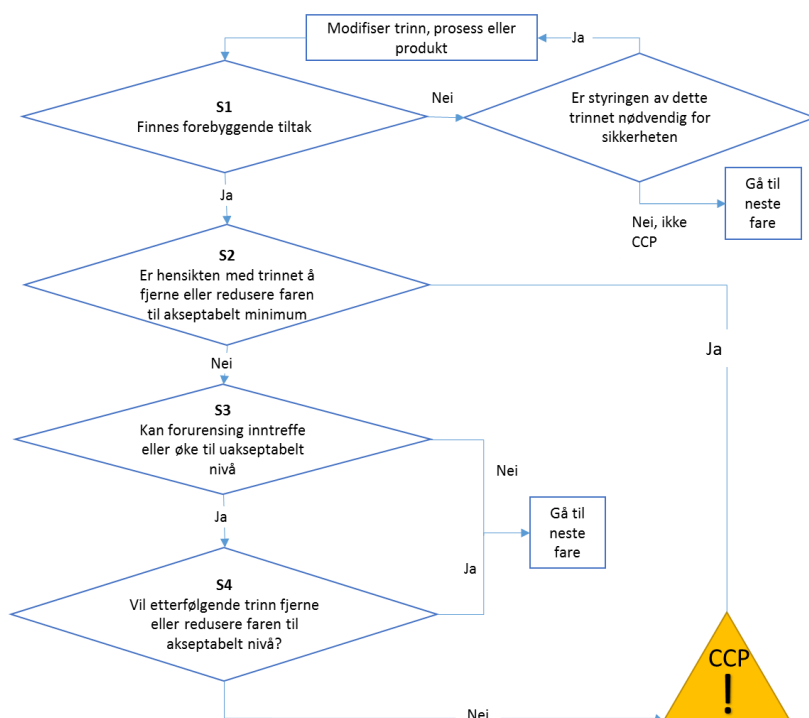 Modifiser trinn, prosess eller
produkt
Ja
S1
Finnes forebyggende tiltak
Nei
Er styringen av dette
trinnet nødvendig for
sikkerheten
Ja
Nei, ikke
CCP
Gå til
neste
fare
S2
Er hensikten med trinnet å
fjerne eller redusere faren
til akseptabelt minimum
Ja
Nei
S3
Kan forurensing inntreffe
eller øke til uakseptabelt
nivå
Nei
Ja
Gå til
neste
fare
S4
Vil etterfølgende trinn fjerne
eller redusere faren til
akseptabelt nivå?
Ja
Nei
CCP
!